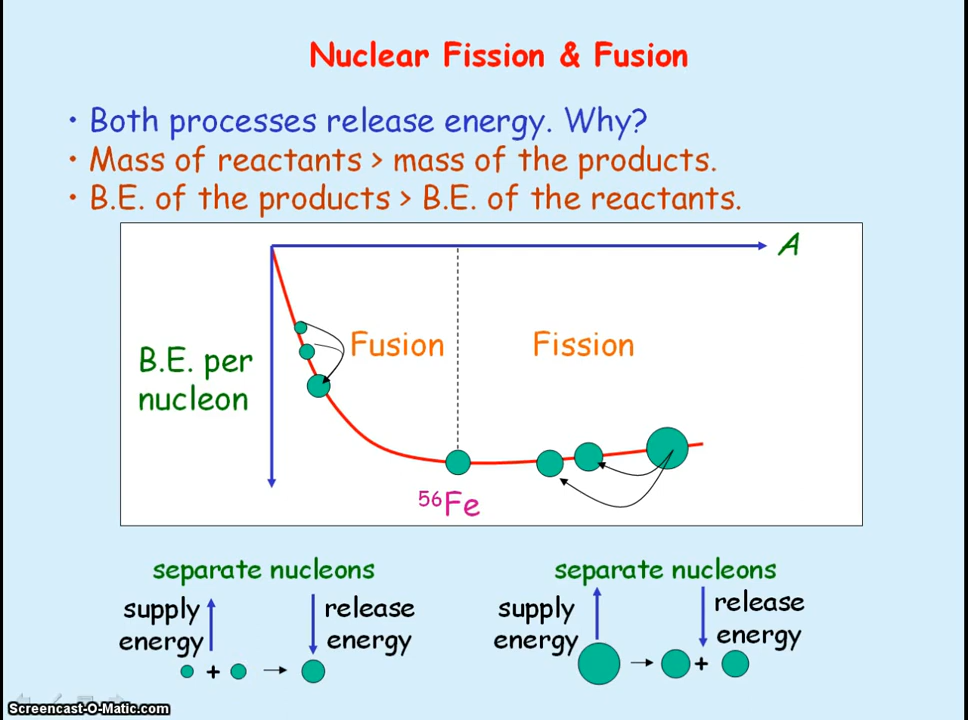 Nuclear Fission & Fusion
• Both processes release energy. Why?
• Mass of reactants > mass of the products.
• B.E. of the products > B.E. of the reactants.
A
Fusion
Fission
B.E. per
nucleon
⁵⁶Fe
separate nucleons
supply
energy
release
energy
+ →
separate nucleons
supply
energy
release
energy
→ +
Screencast-O-Matic.com